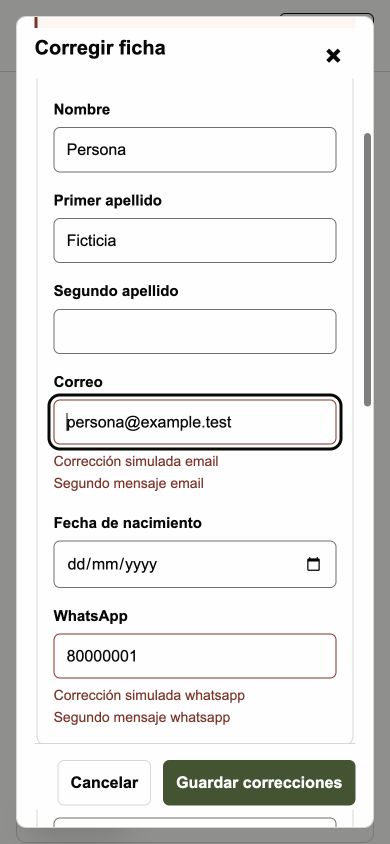 Corregir ficha
Nombre
Persona
Primer apellido
Ficticia
Segundo apellido
Correo
persona@example.test
Corrección simulada email
Segundo mensaje email
Fecha de nacimiento
dd/mm/yyyy
WhatsApp
80000001
Corrección simulada whatsapp
Segundo mensaje whatsapp
Cancelar
Guardar correcciones